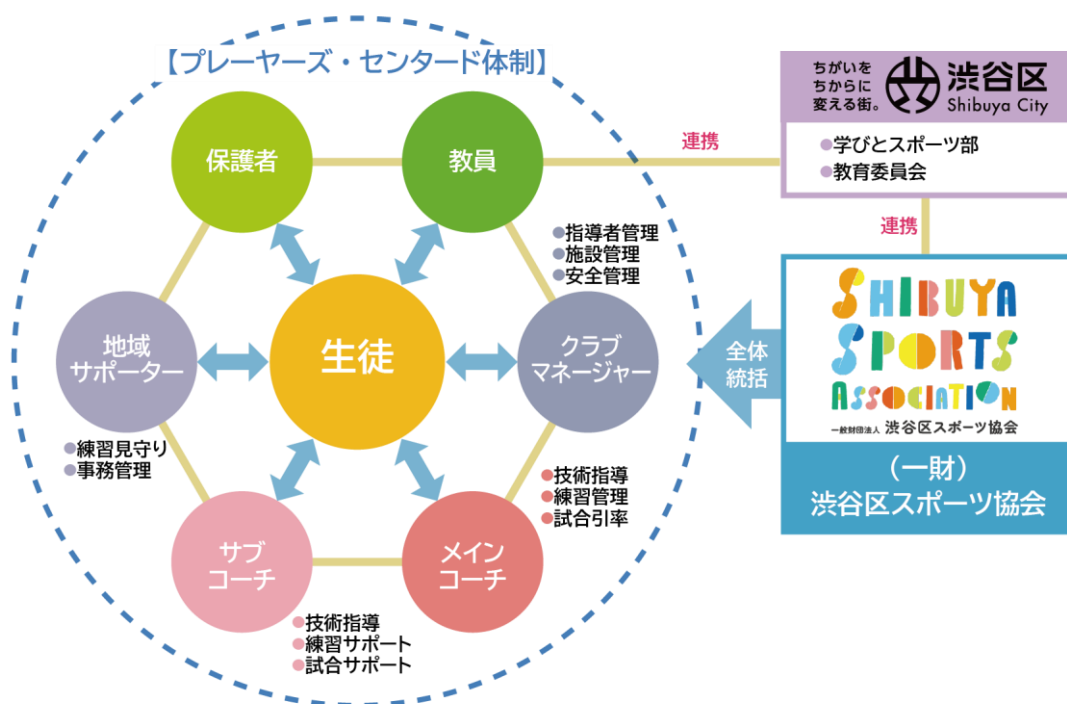 【プレーヤーズ・センタード体制】
保護者
教員
連携
ちがいを
ちからに
変える街。
渋谷区
Shibuya City
●学びとスポーツ部
●教育委員会
連携
●指導者管理
●施設管理
●安全管理
地域
サポーター
生徒
クラブ
マネージャー
全体
統括
SHIBUYA
SPORTS
ASSOCIATION
一般財団法人 渋谷区スポーツ協会
(一財)
渋谷区スポーツ協会
●練習見守り
●事務管理
●技術指導
●練習管理
●試合引率
サブ
コーチ
メイン
コーチ
●技術指導
●練習サポート
●試合サポート